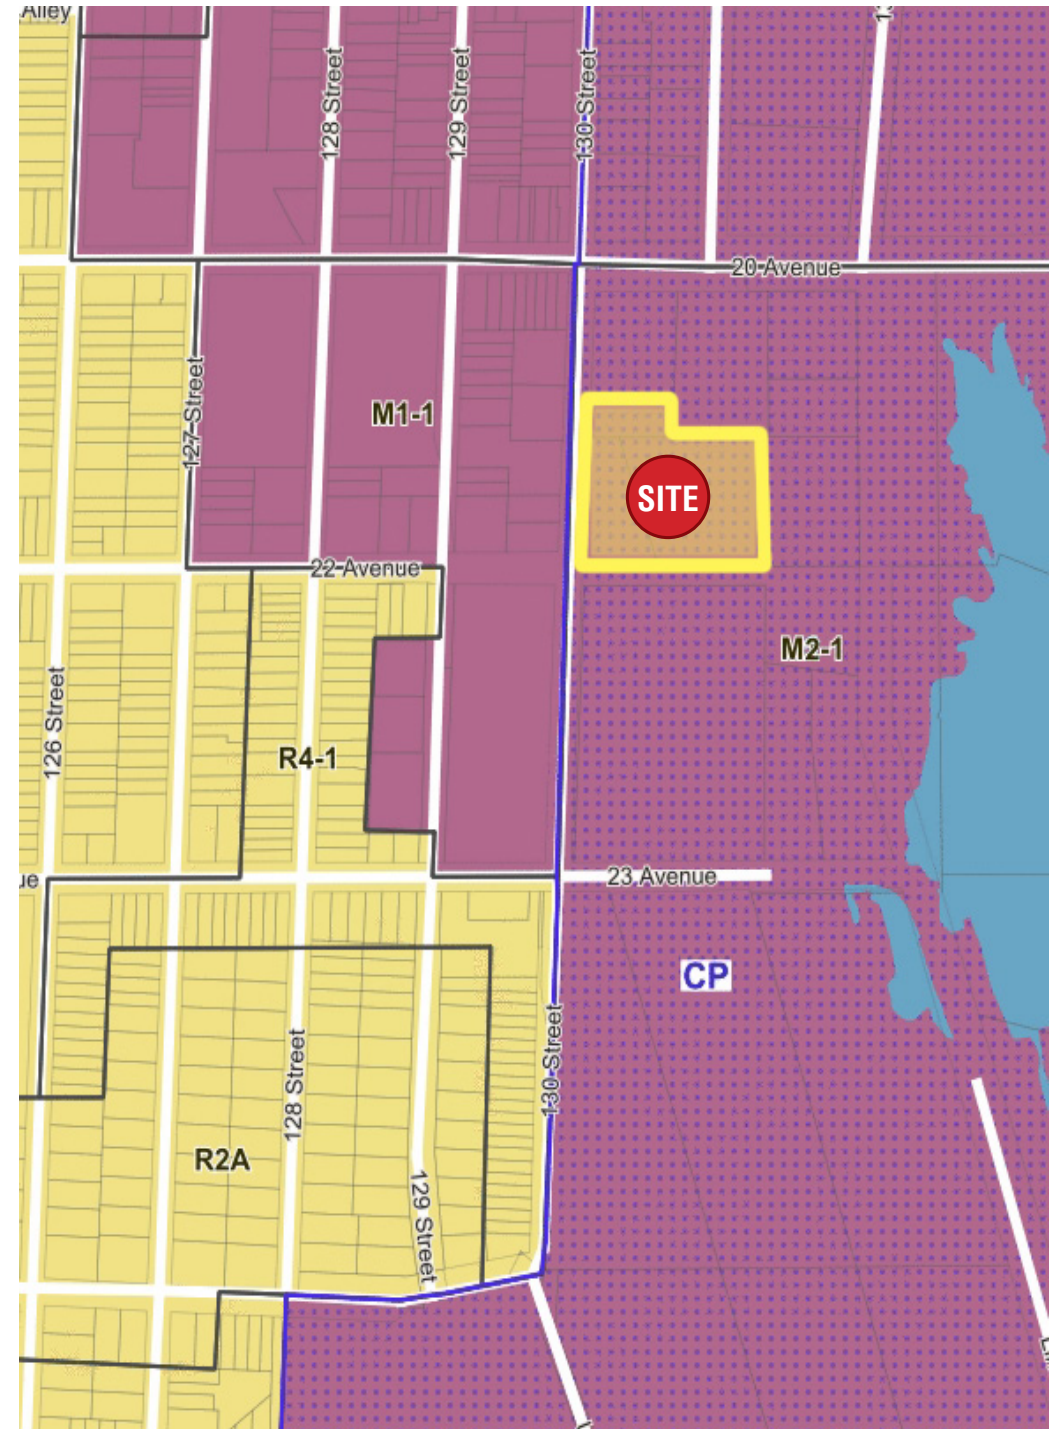 Alley
128 Street
129 Street
130 Street
20 Avenue
127 Street
M1-1
SITE
22 Avenue
M2-1
126 Street
R4-1
23 Avenue
CP
128 Street
130 Street
R2A
129 Street